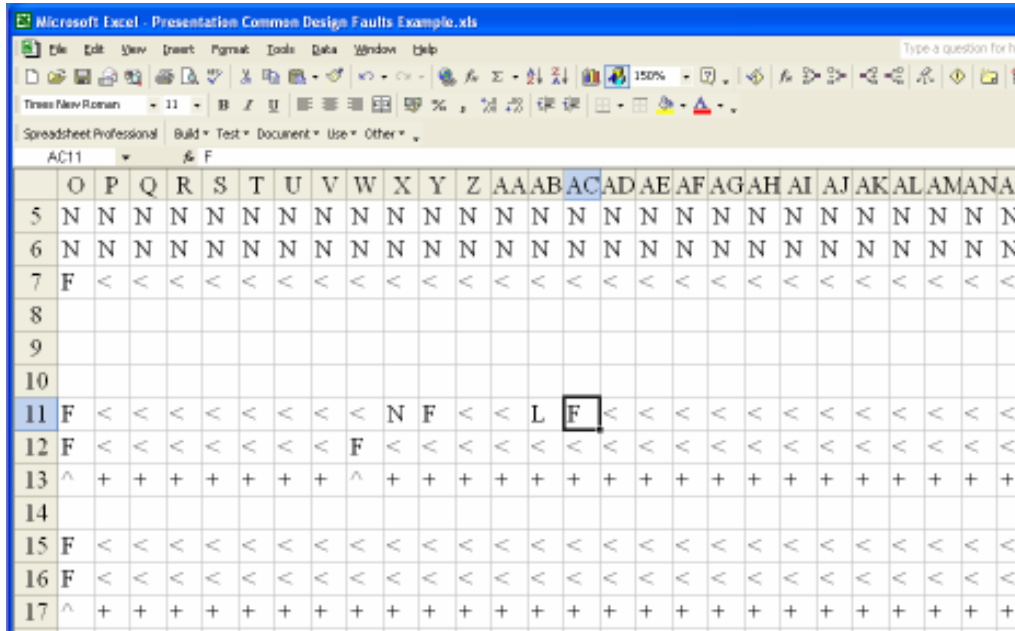 Microsoft Excel - Presentation Common Design Faults Example.xls
File Edit View Insert Format Tools Data Window Help Type a question for h
150%
Times New Roman 11 B I U % ,
Spreadsheet Professional Build Test Document Use Other
AC11 fx F
O P Q R S T U V W X Y Z AA AB AC AD AE AF AG AH AI AJ AK AL AM AN A
5 N N N N N N N N N N N N N N N N N N N N N N N N N N N
6 N N N N N N N N N N N N N N N N N N N N N N N N N N N
7 F < < < < < < < < < < < < < < < < < < < < < < < < < <
8
9
10
11 F < < < < < < < < N F < < L F < < < < < < < < < < < <
12 F < < < < < < < F < < < < < < < < < < < < < < < < < <
13 ^ + + + + + + + ^ + + + + + + + + + + + + + + + + + +
14
15 F < < < < < < < < < < < < < < < < < < < < < < < < < <
16 F < < < < < < < < < < < < < < < < < < < < < < < < < <
17 ^ + + + + + + + + + + + + + + + + + + + + + + + + + +